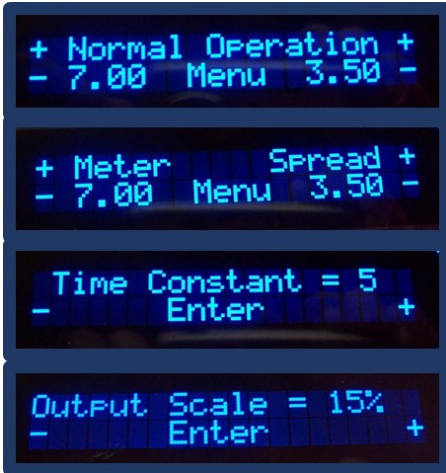 + Normal Operation +
- 7.00 Menu 3.50 -
+ Meter Spread +
- 7.00 Menu 3.50 -
Time Constant = 5
- Enter +
Output Scale = 15%
- Enter +